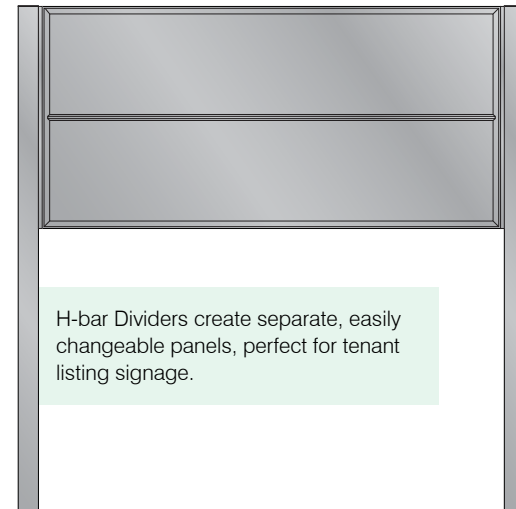 H-bar Dividers create separate, easily
changeable panels, perfect for tenant
listing signage.